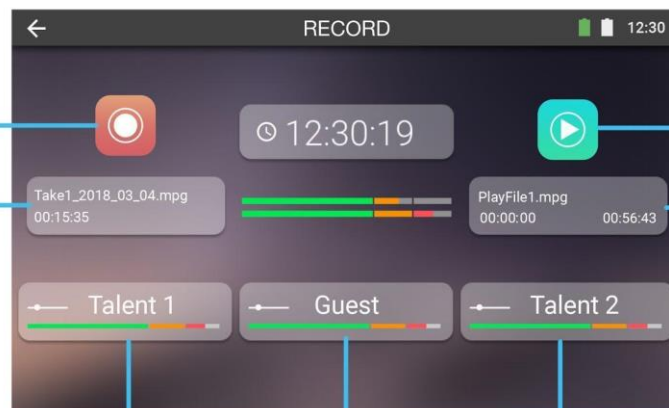 RECORD
12:30
12:30:19
Take1_2018_03_04.mpg
00:15:35
PlayFile1.mpg
00:00:00 00:56:43
Talent 1
Guest
Talent 2